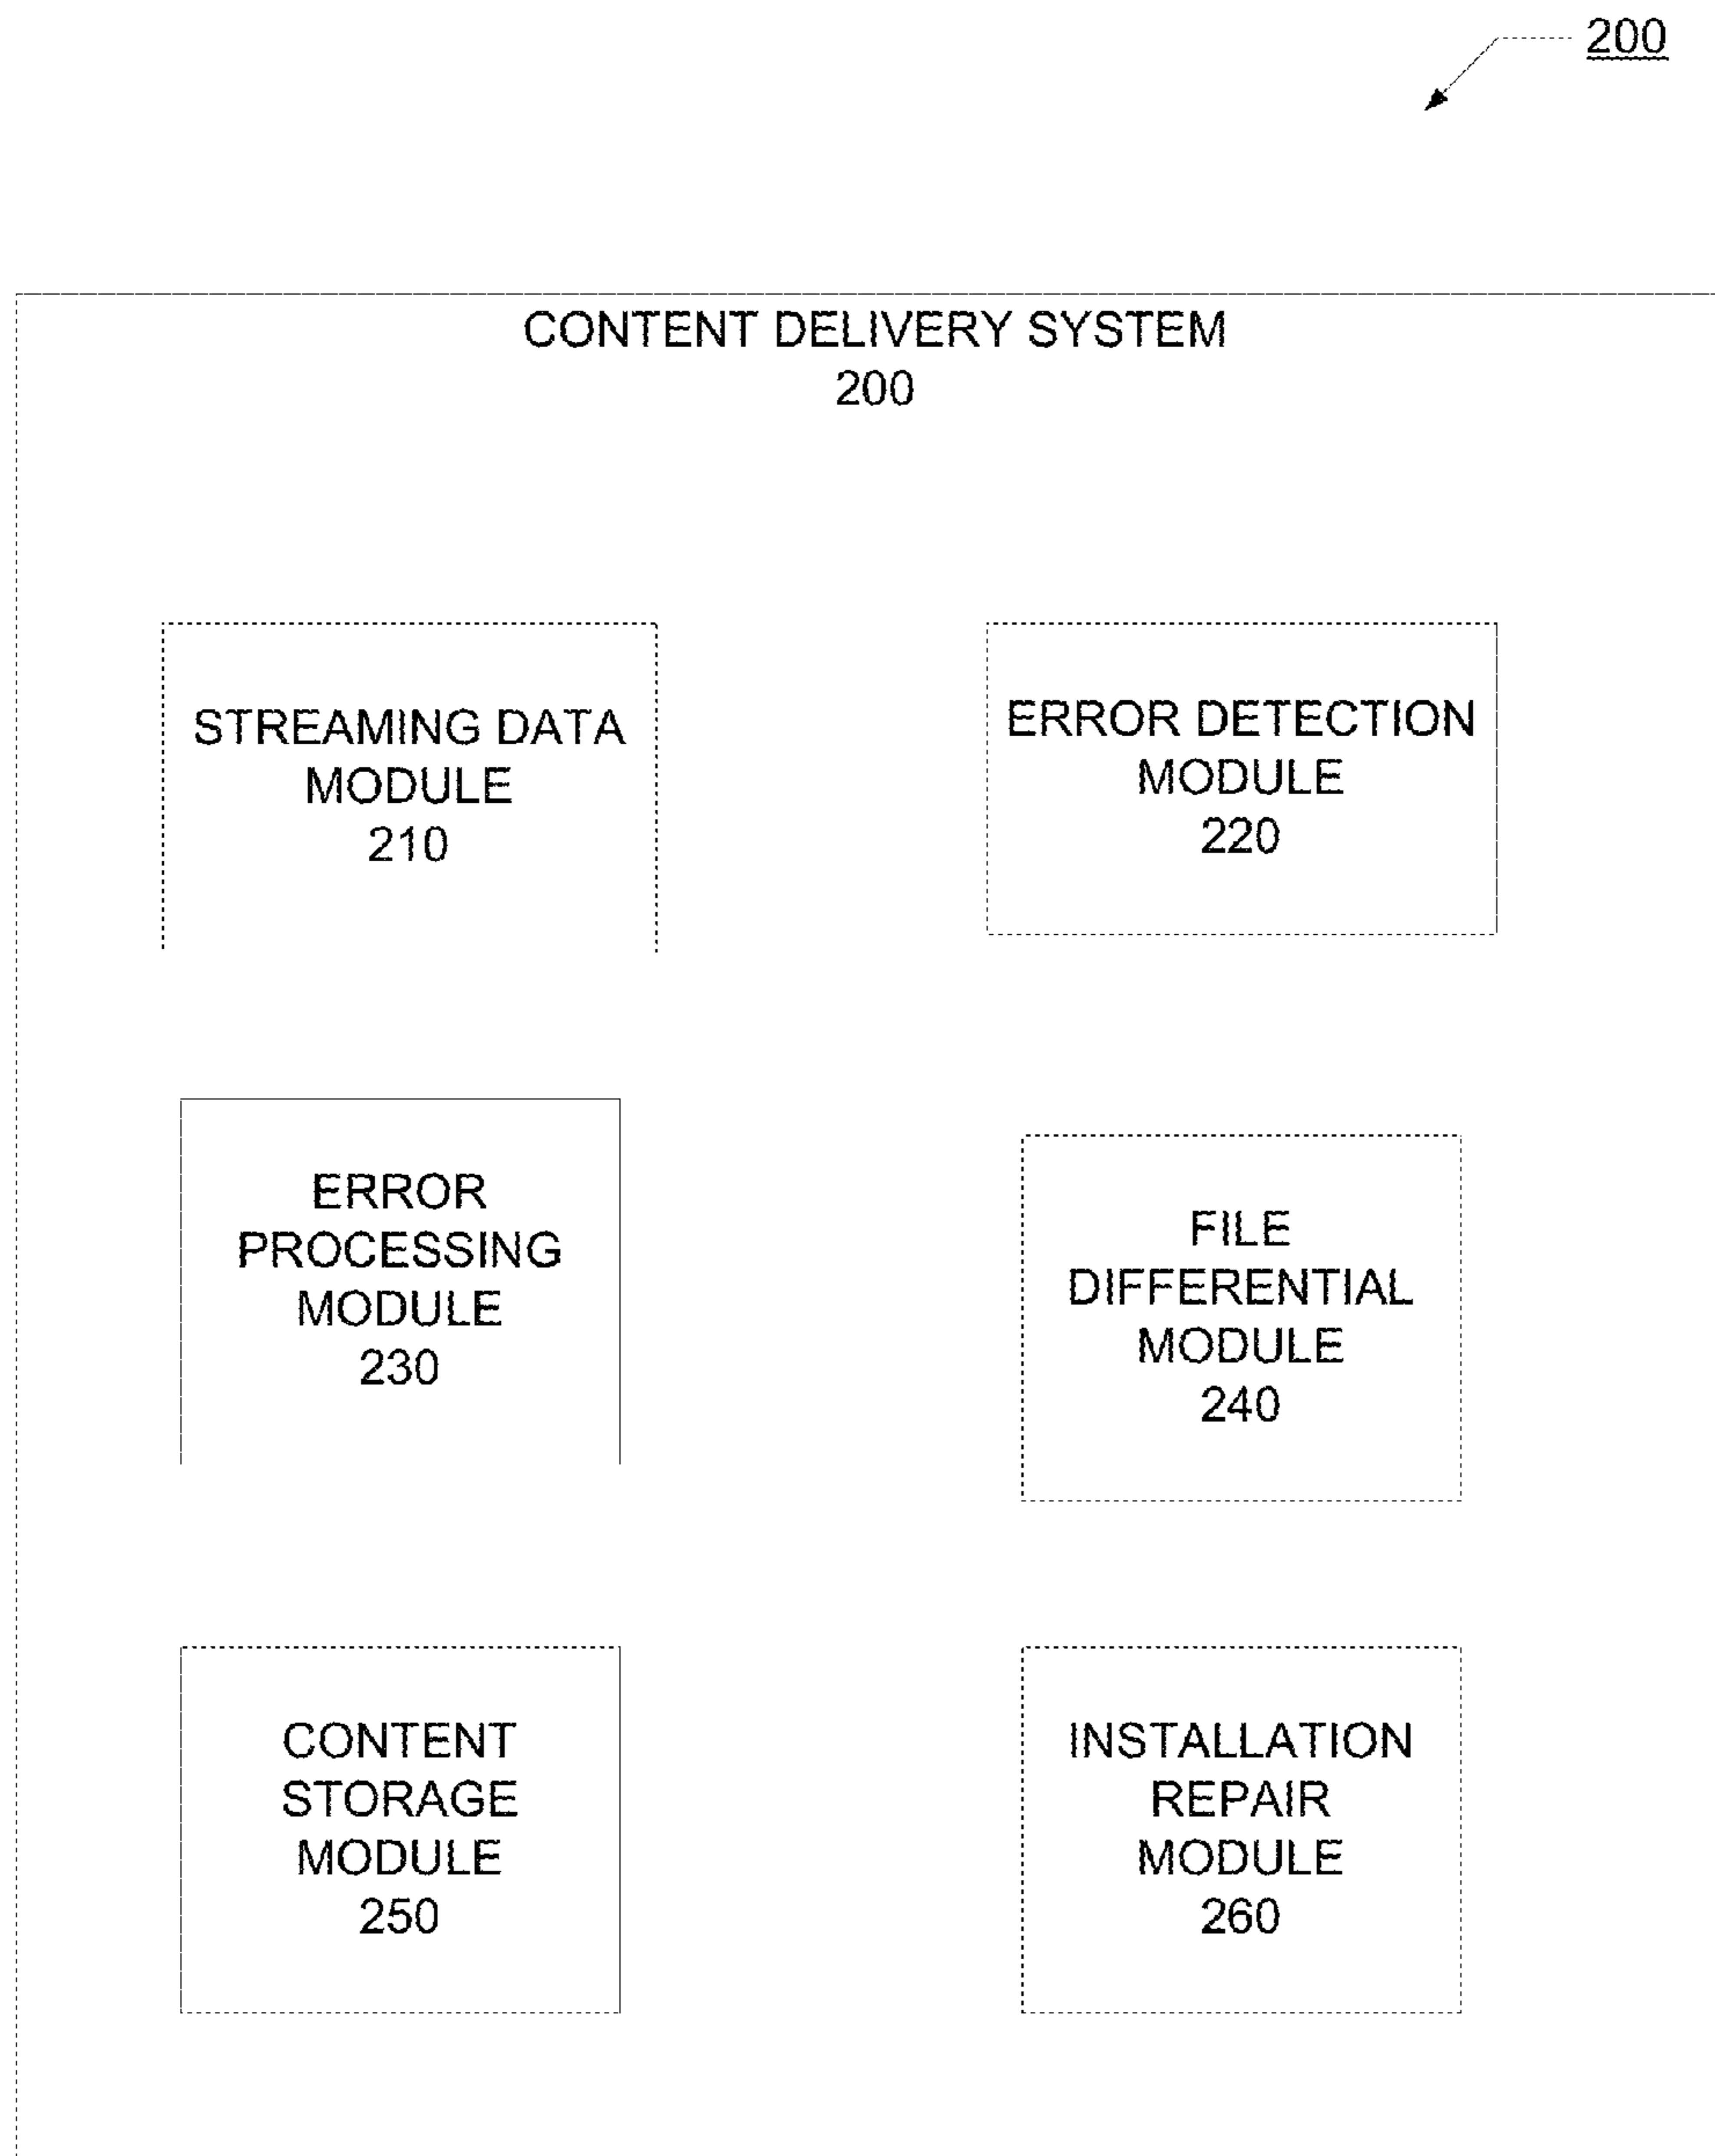 200
CONTENT DELIVERY SYSTEM
200
STREAMING DATA
MODULE
210
ERROR DETECTION
MODULE
220
ERROR
PROCESSING
MODULE
230
FILE
DIFFERENTIAL
MODULE
240
CONTENT
STORAGE
MODULE
250
INSTALLATION
REPAIR
MODULE
260